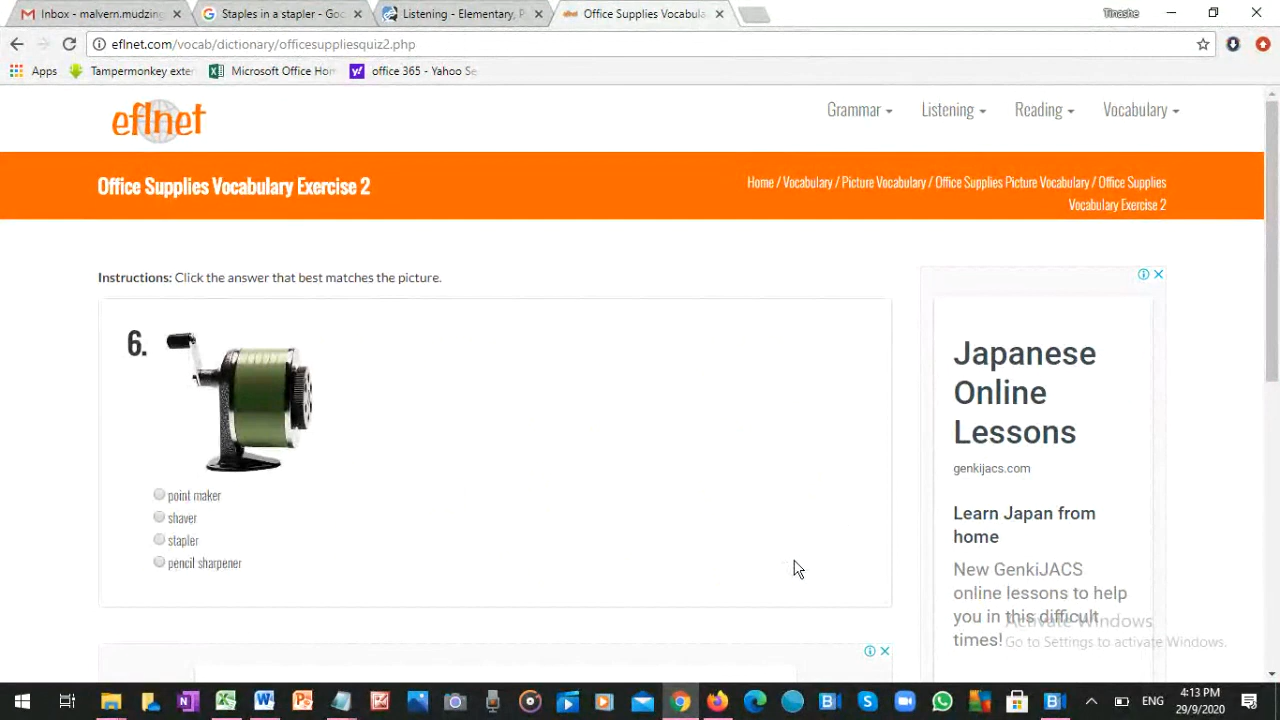 Inbox - malvern.mudzing
Staples in a stapler - Goo
Listening - Elementary, P
Office Supplies Vocabula
Tinashe
eflnet.com/vocab/dictionary/officesuppliesquiz2.php
Apps
Tampermonkey exter
Microsoft Office Hom
office 365 - Yahoo Se
eflnet
Grammar
Listening
Reading
Vocabulary
Office Supplies Vocabulary Exercise 2
Home / Vocabulary / Picture Vocabulary / Office Supplies Picture Vocabulary / Office Supplies
Vocabulary Exercise 2
Instructions: Click the answer that best matches the picture.
6.
point maker
shaver
stapler
pencil sharpener
Japanese
Online
Lessons
genkijacs.com
Learn Japan from
home
New GenkiJACS
online lessons to help
you in this difficult
times!
Activate Windows
Go to Settings to activate Windows.
ENG
4:13 PM
29/9/2020